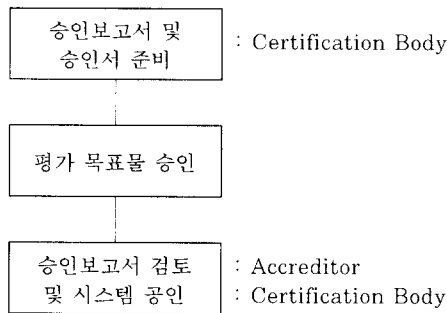 승인보고서 및 : Certification Body
승인서 준비
평가 목표물 승인
승인보고서 검토 : Accreditor
및 시스템 공인 : Certification Body